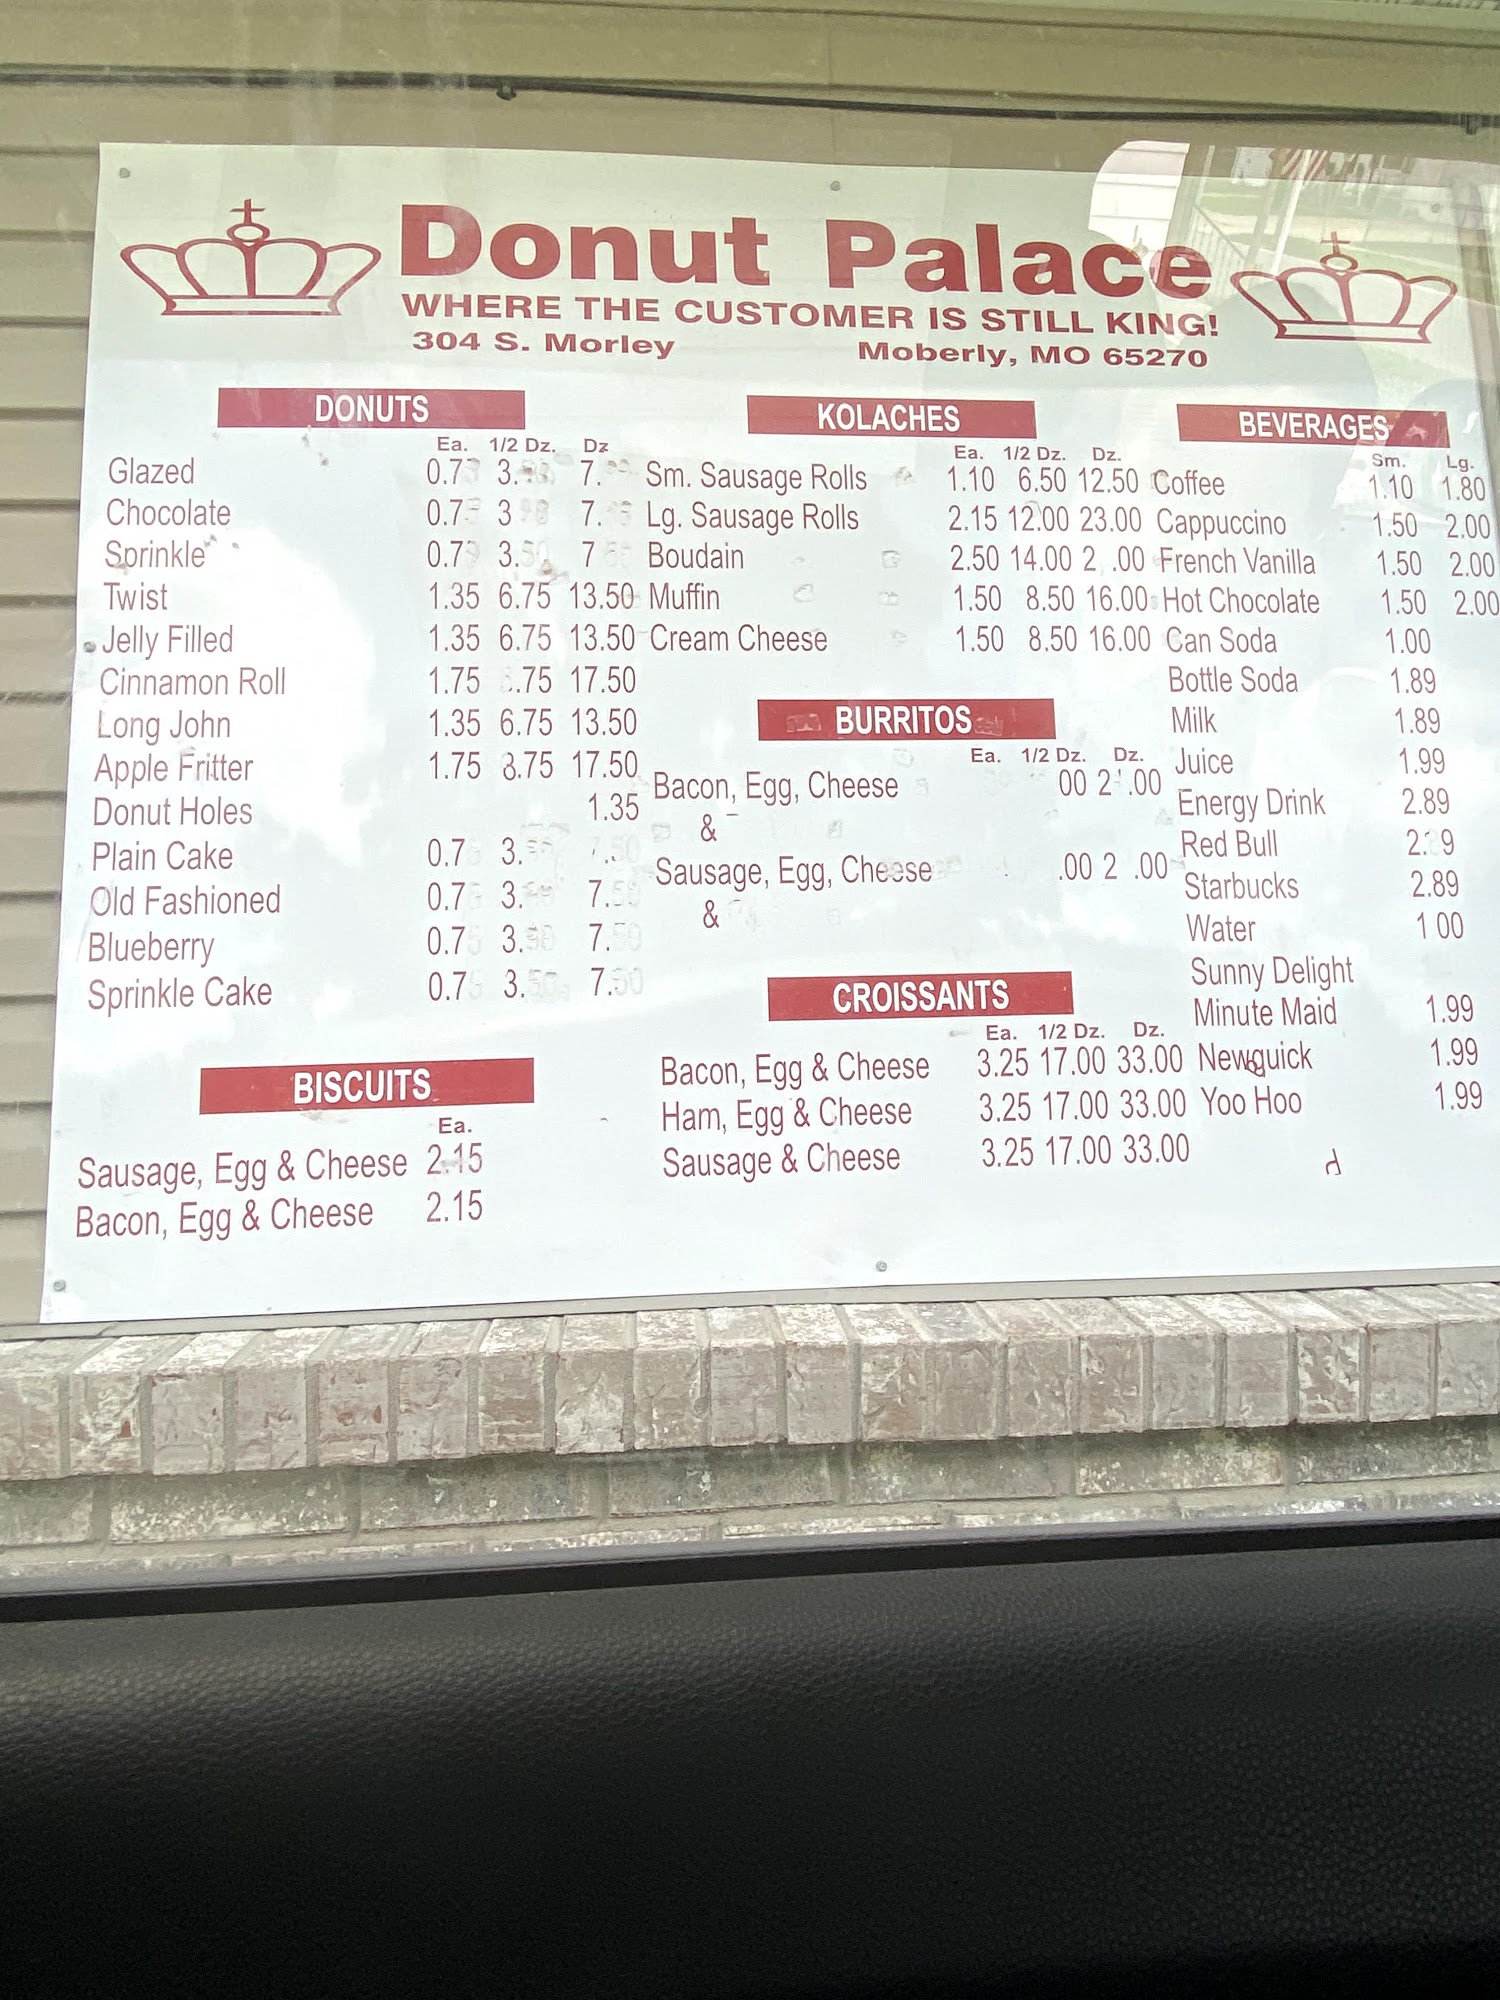 Donut Palace
WHERE THE CUSTOMER IS STILL KING!
304 S. Morley Moberly, MO 65270
DONUTS
Ea. 1/2 Dz. Dz
Glazed
Chocolate
Sprinkle
Twist 1.35 6.75 13.50
Jelly Filled 1.35 6.75 13.50
Cinnamon Roll 1.75 .75 17.50
Long John 1.35 6.75 13.50
Apple Fritter 1.75 8.75 17.50
Donut Holes 1.35
Plain Cake
Old Fashioned
Blueberry
Sprinkle Cake
BISCUITS
Ea.
Sausage, Egg & Cheese 2.15
Bacon, Egg & Cheese 2.15
KOLACHES
Ea. 1/2 Dz. Dz.
Sm. Sausage Rolls 1.10 6.50 12.50
Lg. Sausage Rolls 2.15 12.00 23.00
Boudain 2.50 14.00 2 .00
Muffin 1.50 8.50 16.00
Cream Cheese 1.50 8.50 16.00
BURRITOS
Ea. 1/2 Dz. Dz.
Bacon, Egg, Cheese 00 2 .00
&
Sausage, Egg, Cheese .00 2 .00
&
CROISSANTS
Ea. 1/2 Dz. Dz.
Bacon, Egg & Cheese 3.25 17.00 33.00
Ham, Egg & Cheese 3.25 17.00 33.00
Sausage & Cheese 3.25 17.00 33.00
BEVERAGES
Sm. Lg.
Coffee 1.10 1.80
Cappuccino 1.50 2.00
French Vanilla 1.50 2.00
Hot Chocolate 1.50 2.00
Can Soda 1.00
Bottle Soda 1.89
Milk 1.89
Juice 1.99
Energy Drink 2.89
Red Bull
Starbucks 2.89
Water 1 00
Sunny Delight
Minute Maid 1.99
Newquick 1.99
Yoo Hoo 1.99